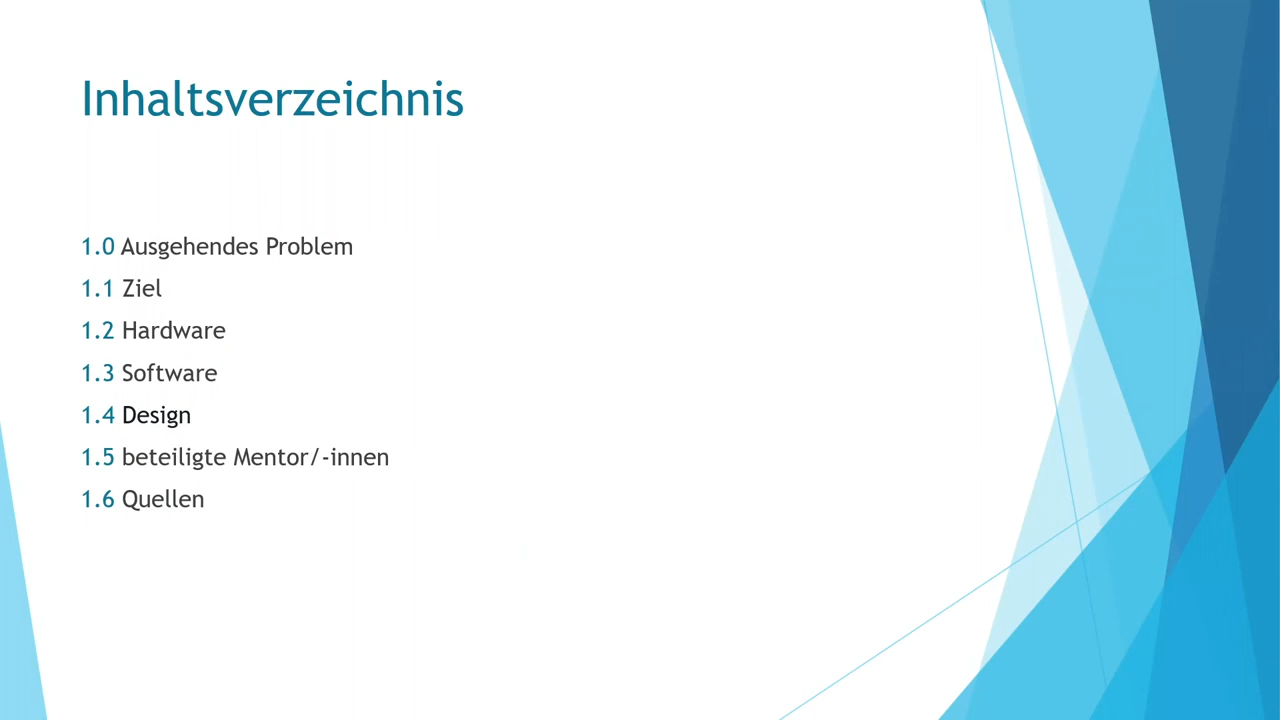 Inhaltsverzeichnis
1.0 Ausgehendes Problem
1.1 Ziel
1.2 Hardware
1.3 Software
1.4 Design
1.5 beteiligte Mentor/-innen
1.6 Quellen